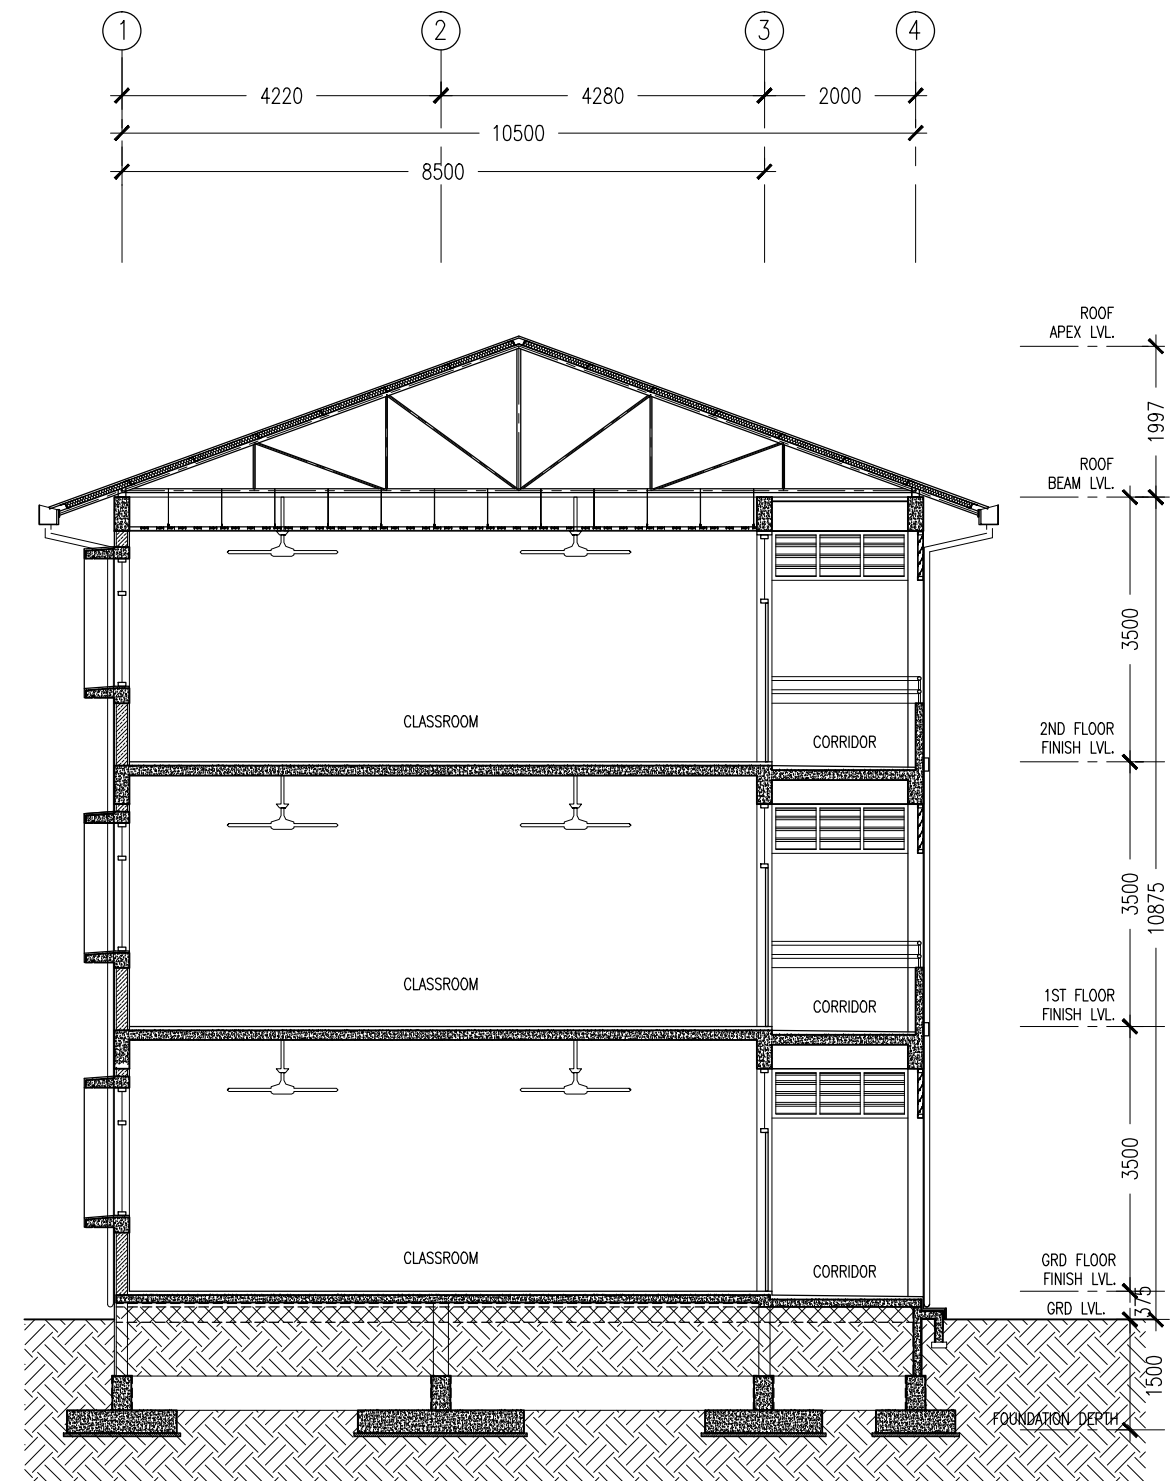 1 2 3 4
4220 4280 2000
10500
8500
ROOF
APEX LVL.
1997
ROOF
BEAM LVL.
3500
CLASSROOM
CORRIDOR
2ND FLOOR
FINISH LVL.
3500
10875
CLASSROOM
CORRIDOR
1ST FLOOR
FINISH LVL.
3500
CLASSROOM
CORRIDOR
GRD FLOOR
FINISH LVL.
375
GRD LVL.
1500
FOUNDATION DEPTH